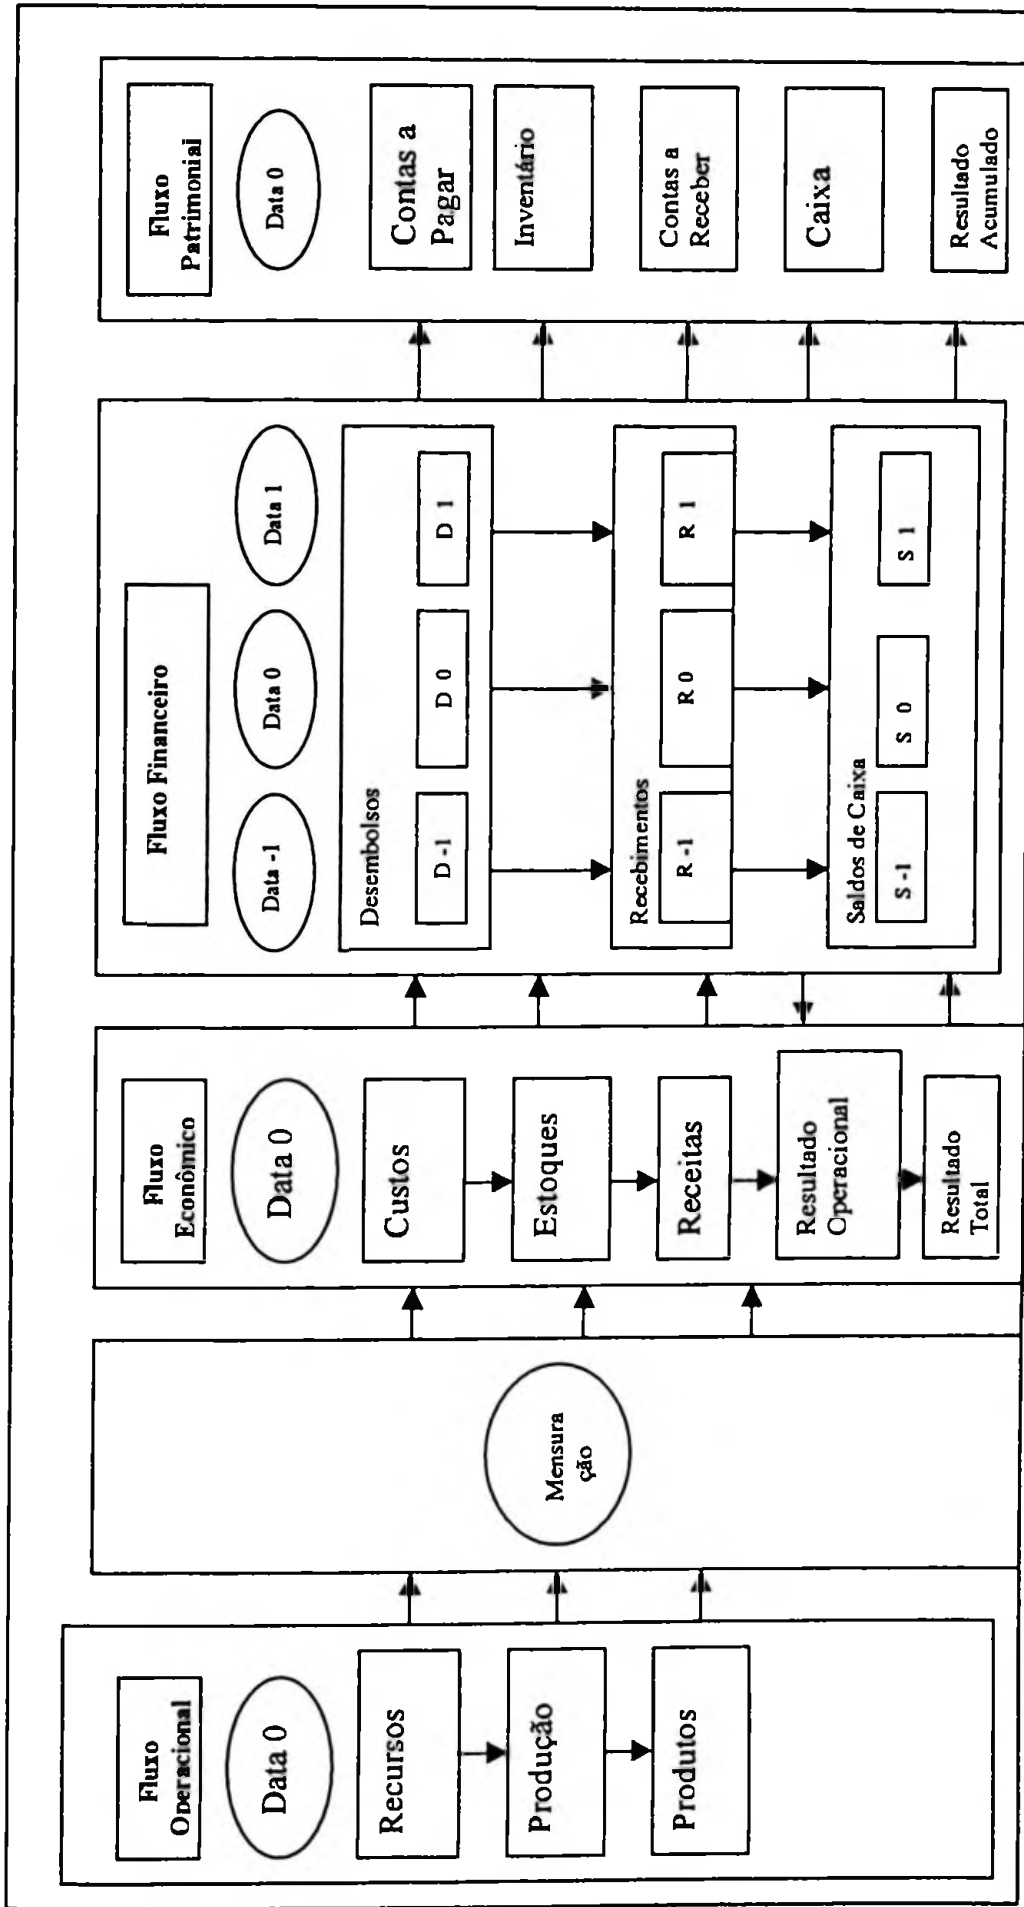 Fluxo
Operacional
Data 0
Recursos
Produção
Produtos
Mensura
ção
Fluxo
Econômico
Data 0
Custos
Estoques
Receitas
Resultado
Operacional
Resultado
Total
Fluxo Financeiro
Data -1
Data 0
Data 1
Desembolsos
D -1
D 0
D 1
Recebimentos
R -1
R 0
R 1
Saldos de Caixa
S -1
S 0
S 1
Fluxo
Patrimonial
Data 0
Contas a
Pagar
Inventário
Contas a
Receber
Caixa
Resultado
Acumulado